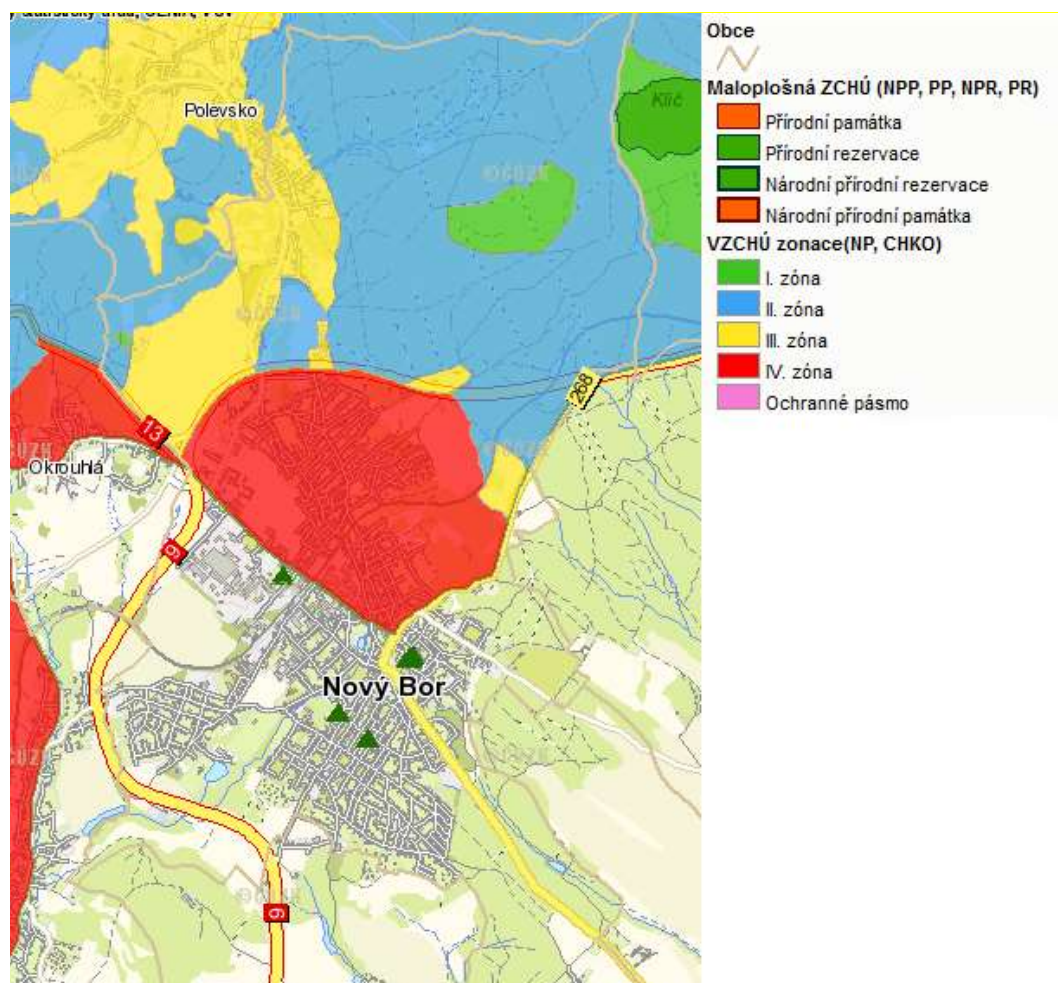 Polevsko
Klíč
©ČÚZK
268
13
Okrouhlá
9
Nový Bor
©ČÚZK
9
Obce
Maloplošná ZCHÚ (NPP, PP, NPR, PR)
Přírodní památka
Přírodní rezervace
Národní přírodní rezervace
Národní přírodní památka
VZCHÚ zonace(NP, CHKO)
I. zóna
II. zóna
III. zóna
IV. zóna
Ochranné pásmo